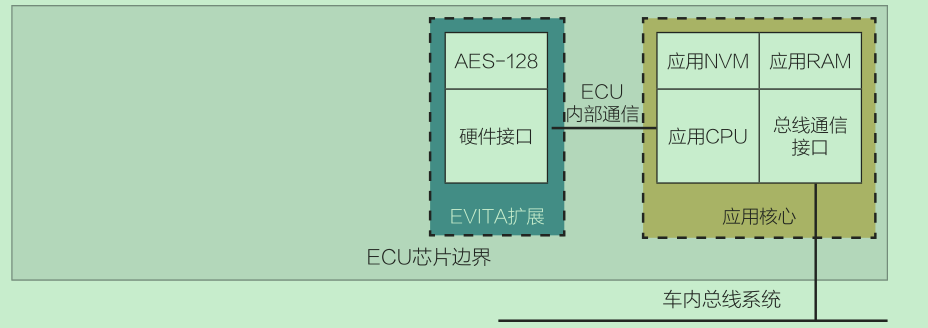 AES-128
硬件接口
EVITA扩展
ECU
内部通信
应用NVM
应用RAM
应用CPU
总线通信
接口
应用核心
ECU芯片边界
车内总线系统